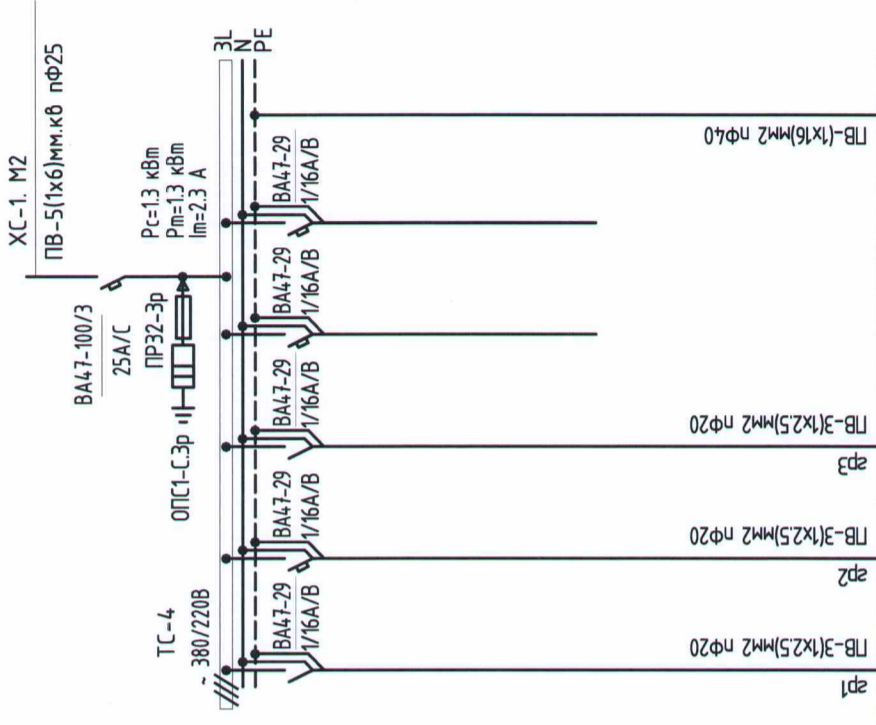 ХС-1. М2
ПВ-5(1х6)мм.кв пФ25
ВА47-100/3
25А/С
ПР32-3р
ОПС1-С.3р
Рс=1.3 кВт
Рт=1.3 кВт
Iт=2.3 А
ТС-4
~ 380/220В
3L
N
PE
ВА47-29
1/16А/В
ВА47-29
1/16А/В
ВА47-29
1/16А/В
ВА47-29
1/16А/В
ВА47-29
1/16А/В
гр1
ПВ-3(1х2.5)мм2 пФ20
гр2
ПВ-3(1х2.5)мм2 пФ20
гр3
ПВ-3(1х2.5)мм2 пФ20
ПВ-(1х16)мм2 пФ40